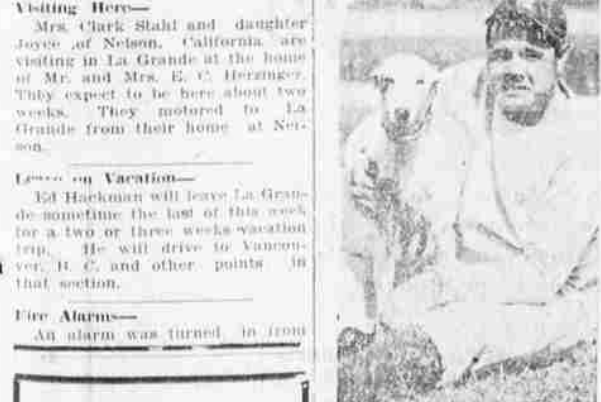 Visiting Here—
Mrs. Clark Stahl and daughter
Joyce of Nelson, California are
visiting in La Grande at the home
of Mr. and Mrs. E. C. Herzinger.
They expect to be here about two
weeks. They motored to La
Grande from their home at Nel-
son.
Leave on Vacation—
Ed Hackman will leave La Gran-
de sometime the last of this week
for a two or three weeks vacation
trip. He will drive to Vancou-
ver, B. C. and other points in
that section.
Fire Alarms—
An alarm was turned in from